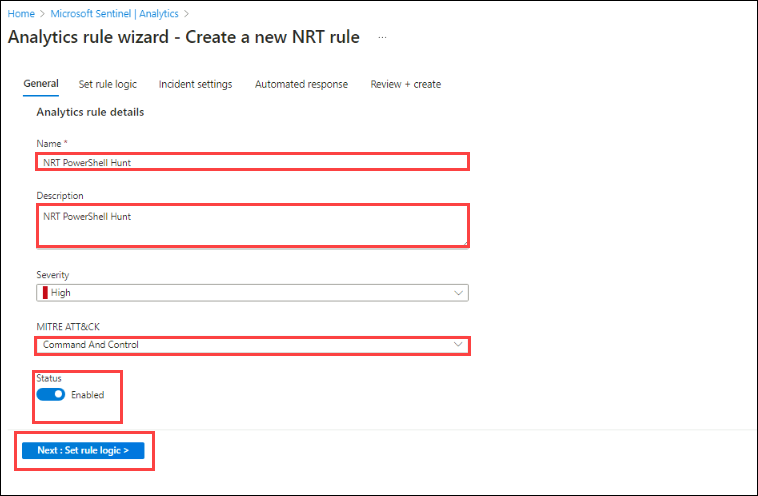 Home > Microsoft Sentinel | Analytics >
Analytics rule wizard - Create a new NRT rule ...
General Set rule logic Incident settings Automated response Review + create
Analytics rule details
Name *
NRT PowerShell Hunt
Description
NRT PowerShell Hunt
Severity
High
MITRE ATT&CK
Command And Control
Status
Enabled
Next : Set rule logic >